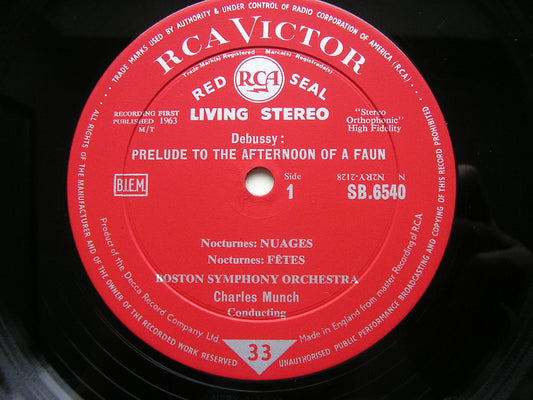 TRADE MARKS USED BY AUTHORITY & UNDER CONTROL OF RADIO CORPORATION OF AMERICA (R.C.A.)
RCA VICTOR
Trade-Mark(s) Registered Marca(s) Registrada(s)
RCA
RED SEAL
LIVING STEREO
RECORDING FIRST
PUBLISHED 1963
M/T
"Stereo
Orthophonic"
High Fidelity
Debussy:
PRELUDE TO THE AFTERNOON OF A FAUN
B.I.E.M.
Side
1
N N2RY-2128
SB.6540
Nocturnes: NUAGES
Nocturnes: FÊTES
BOSTON SYMPHONY ORCHESTRA
Charles Munch
Conducting
Product of the Decca Record Company Ltd.
33
Made in England from master Recording of R.C.A.
ALL RIGHTS OF THE MANUFACTURER AND OF THE OWNER OF THE RECORDED WORK RESERVED
UNAUTHORISED PUBLIC PERFORMANCE BROADCASTING AND COPYING OF THIS RECORD PROHIBITED